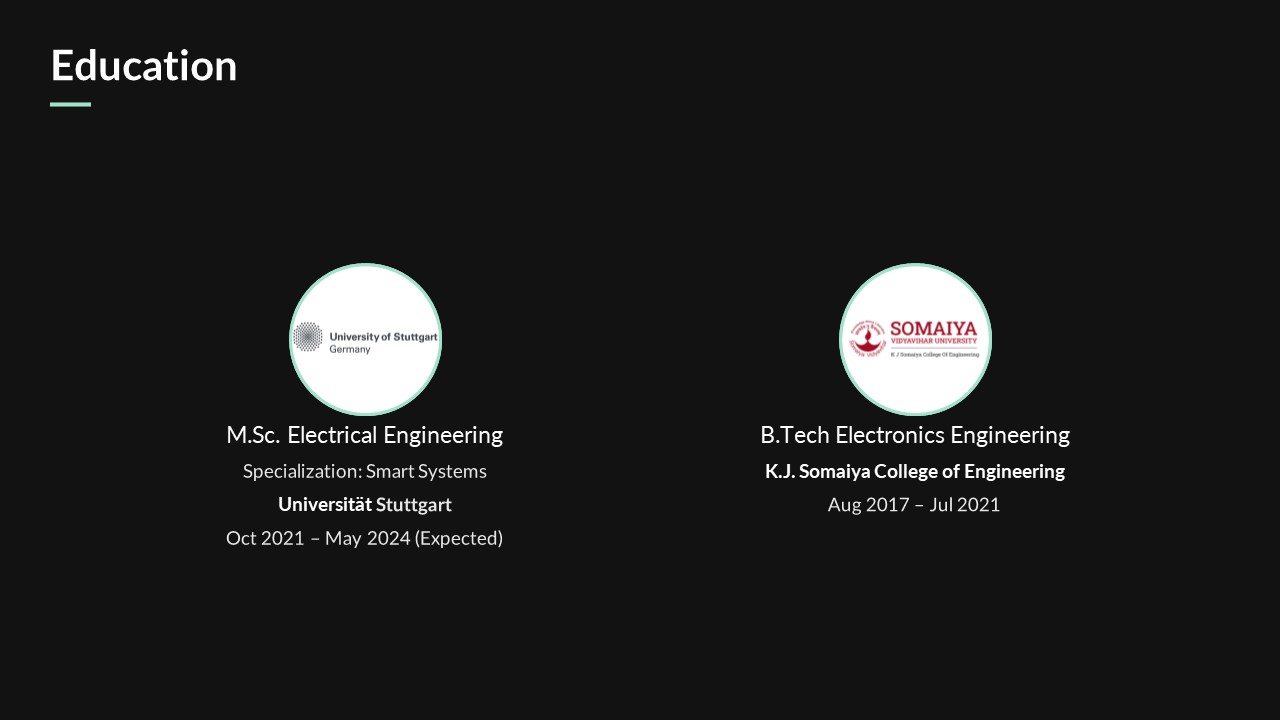 Education
University of Stuttgart
Germany
M.Sc. Electrical Engineering
Specialization: Smart Systems
Universität Stuttgart
Oct 2021 – May 2024 (Expected)
SOMAIYA
VIDYAVIHAR UNIVERSITY
K J Somaiya College Of Engineering
B.Tech Electronics Engineering
K.J. Somaiya College of Engineering
Aug 2017 – Jul 2021